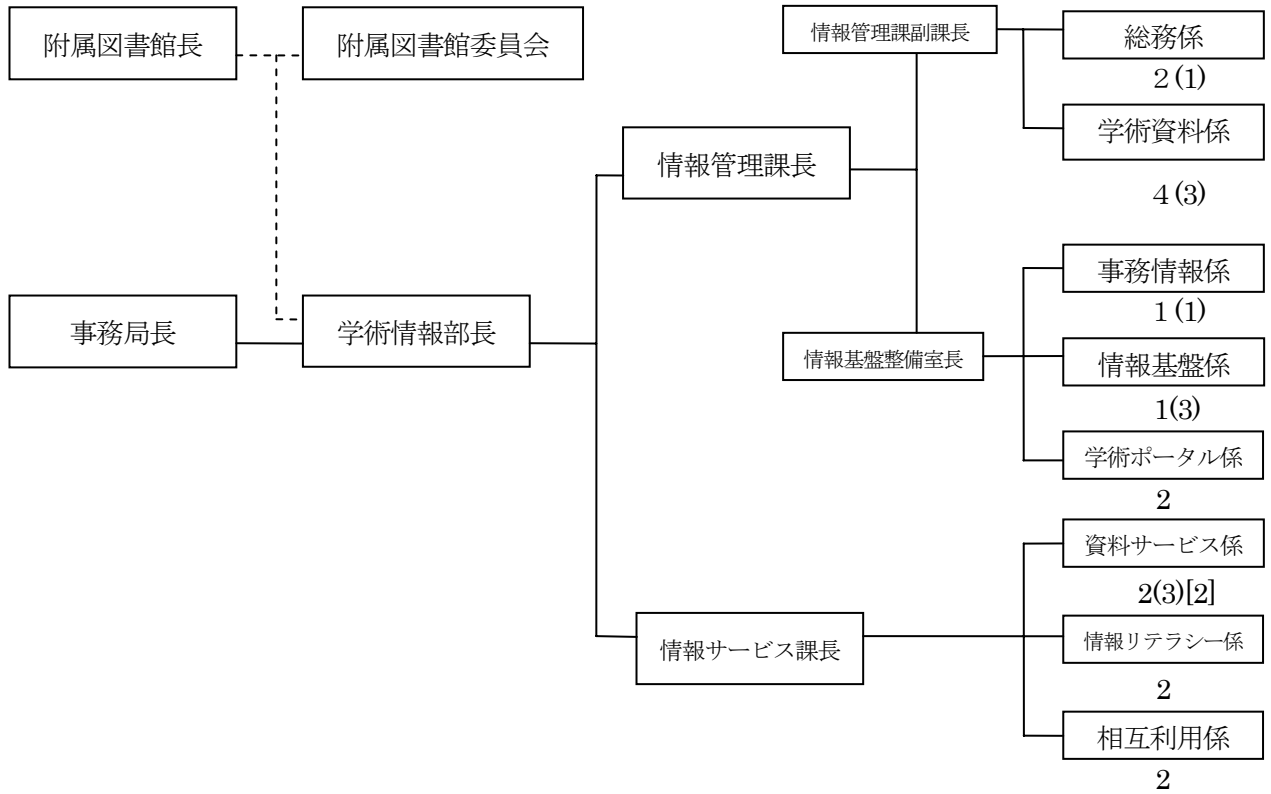 附属図書館長
附属図書館委員会
情報管理課副課長
総務係
2 (1)
学術資料係
4 (3)
情報管理課長
事務局長
学術情報部長
情報基盤整備室長
事務情報係
1 (1)
情報基盤係
1(3)
学術ポータル係
2
情報サービス課長
資料サービス係
2(3)[2]
情報リテラシー係
2
相互利用係
2